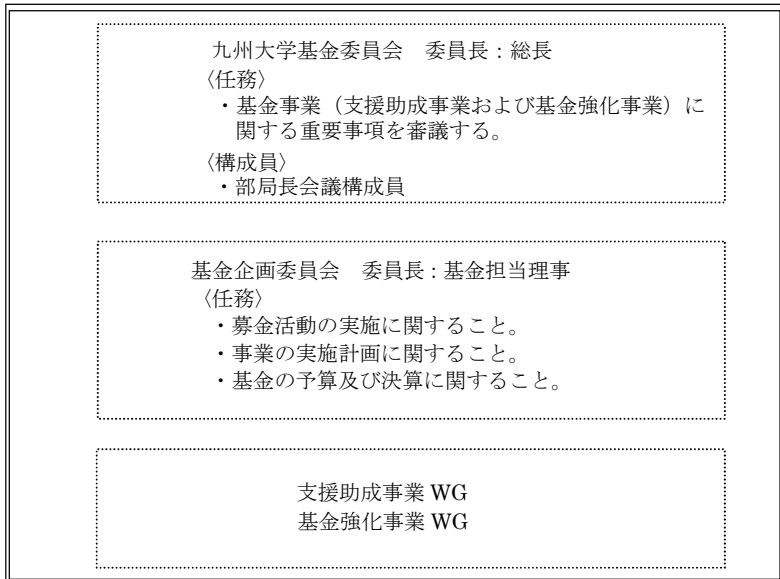 九州大学基金委員会　委員長：総長
〈任務〉
・基金事業（支援助成事業および基金強化事業）に
関する重要事項を審議する。
〈構成員〉
・部局長会議構成員
基金企画委員会　委員長：基金担当理事
〈任務〉
・募金活動の実施に関すること。
・事業の実施計画に関すること。
・基金の予算及び決算に関すること。
支援助成事業 WG
基金強化事業 WG